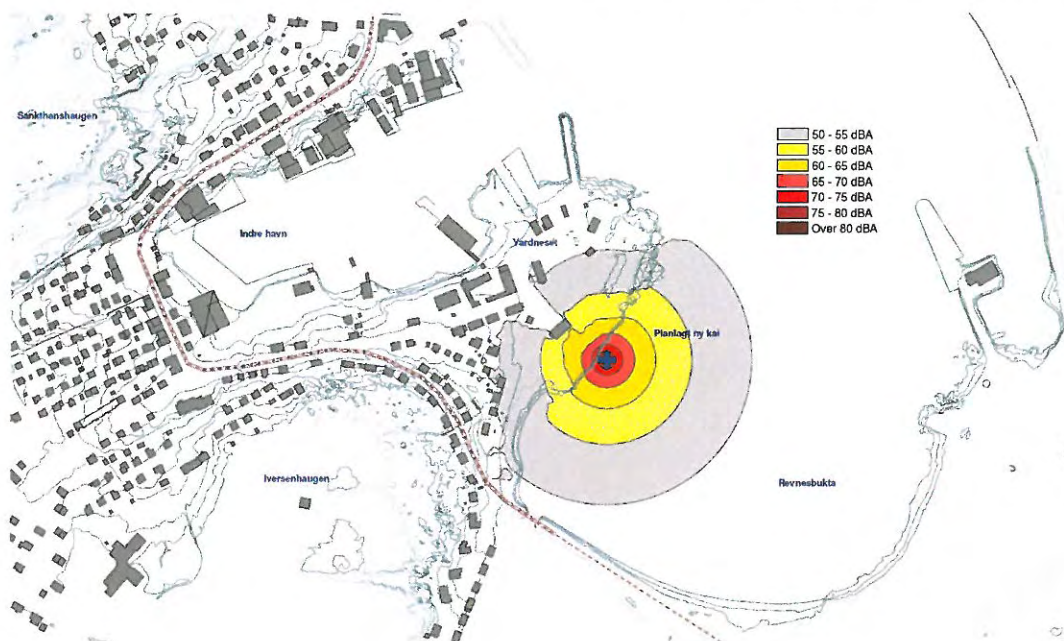 Sankthanshaugen
50 - 55 dBA
55 - 60 dBA
60 - 65 dBA
65 - 70 dBA
70 - 75 dBA
75 - 80 dBA
Over 80 dBA
Indre havn
Vardneset
Planlagt ny kai
Iversenhaugen
Revnesbukta